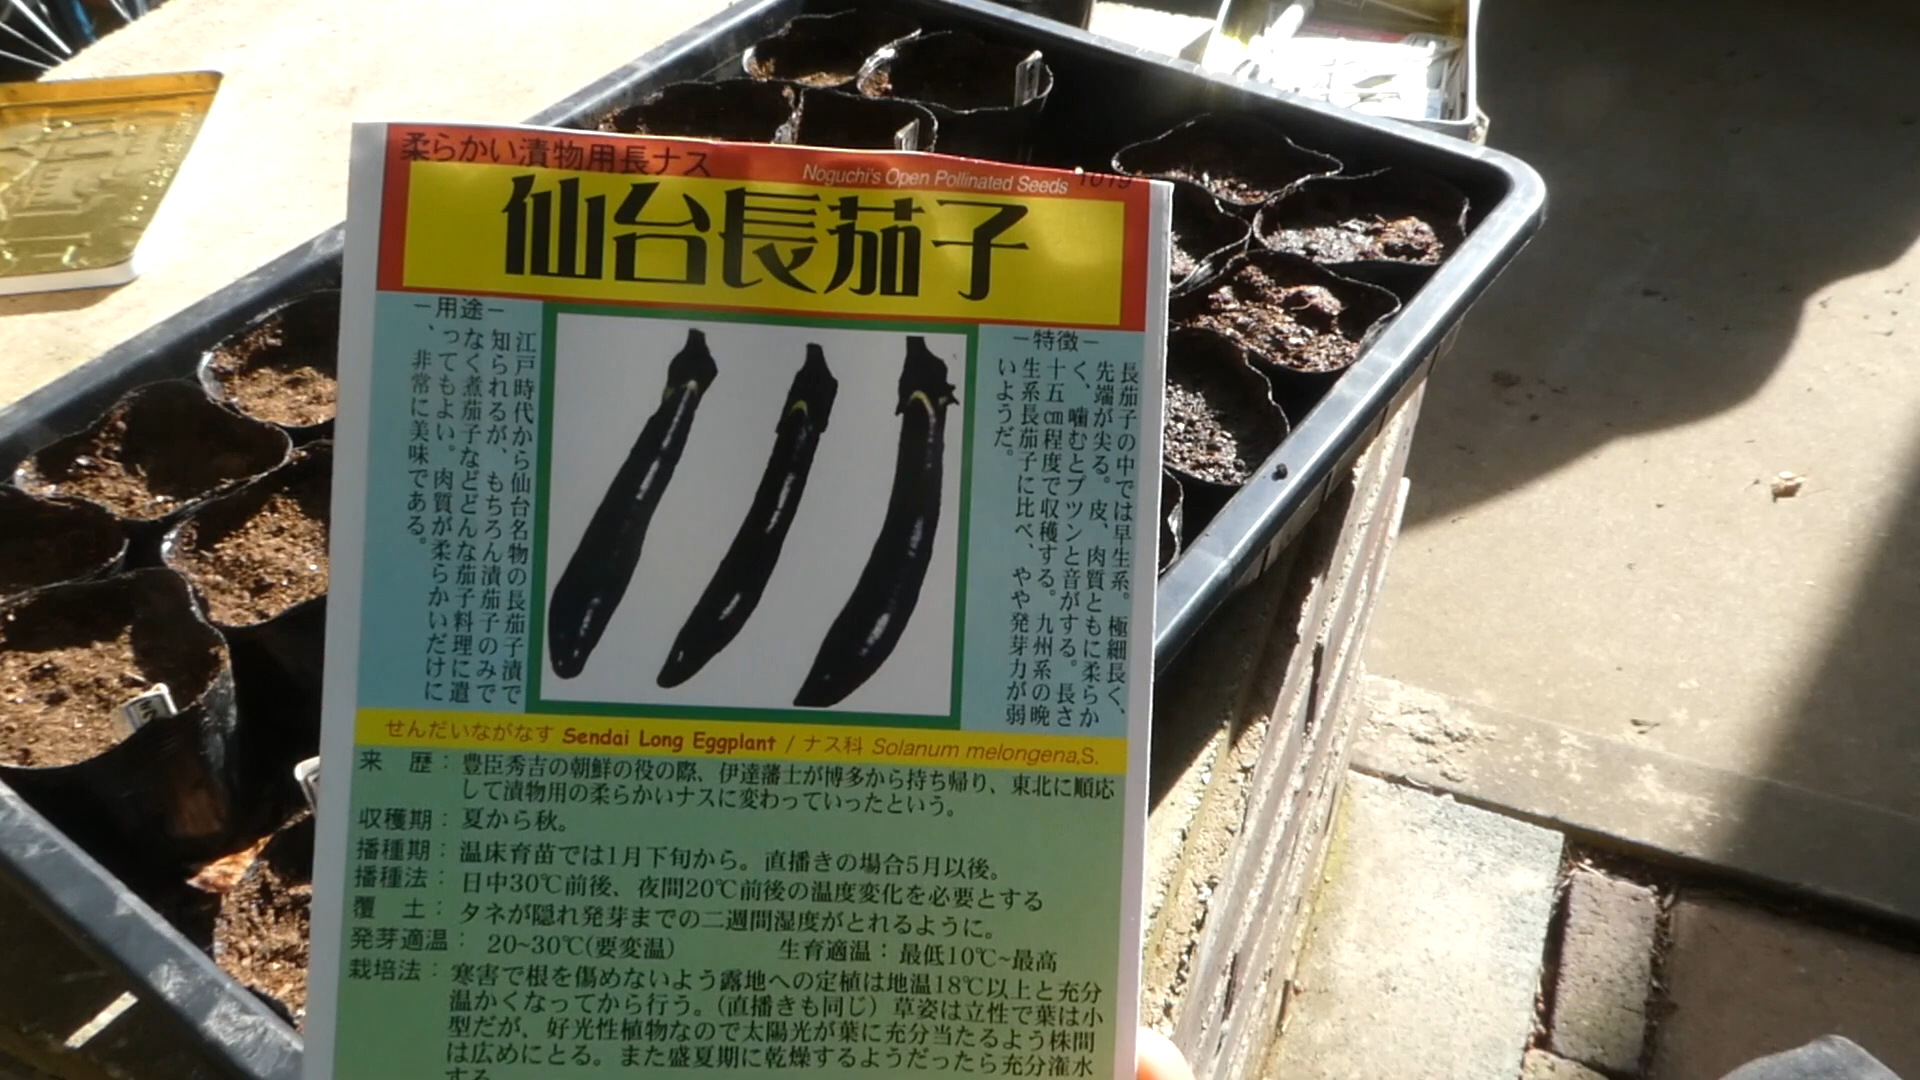 柔らかい漬物用長ナス
Noguchi's Open Pollinated Seeds 1019
仙台長茄子
－特徴－
長茄子の中では早生系。極細長く、
先端が尖る。皮、肉質ともに柔らか
く、噛むとプツンと音がする。長さ
十五㎝程度で収穫する。九州系の晩
生系長茄子に比べ、やや発芽力が弱
いようだ。
－用途－
江戸時代から仙台名物の長茄子漬で
知られるが、もちろん漬茄子のみで
なく煮茄子などどんな茄子料理に遣
ってもよい。肉質が柔らかいだけに
、非常に美味である。
せんだいながなす Sendai Long Eggplant / ナス科 Solanum melongena,S.
来　歴：豊臣秀吉の朝鮮の役の際、伊達藩士が博多から持ち帰り、東北に順応
して漬物用の柔らかいナスに変わっていったという。
収穫期：夏から秋。
播種期：温床育苗では1月下旬から。直播きの場合5月以後。
播種法：日中30℃前後、夜間20℃前後の温度変化を必要とする
覆　土：タネが隠れ発芽までの二週間湿度がとれるように。
発芽適温：20~30℃(要変温)　生育適温：最低10℃~最高
栽培法：寒害で根を傷めないよう露地への定植は地温18℃以上と充分
温かくなってから行う。(直播きも同じ) 草姿は立性で葉は小
型だが、好光性植物なので太陽光が葉に充分当たるよう株間
は広めにとる。また盛夏期に乾燥するようだったら充分潅水
する